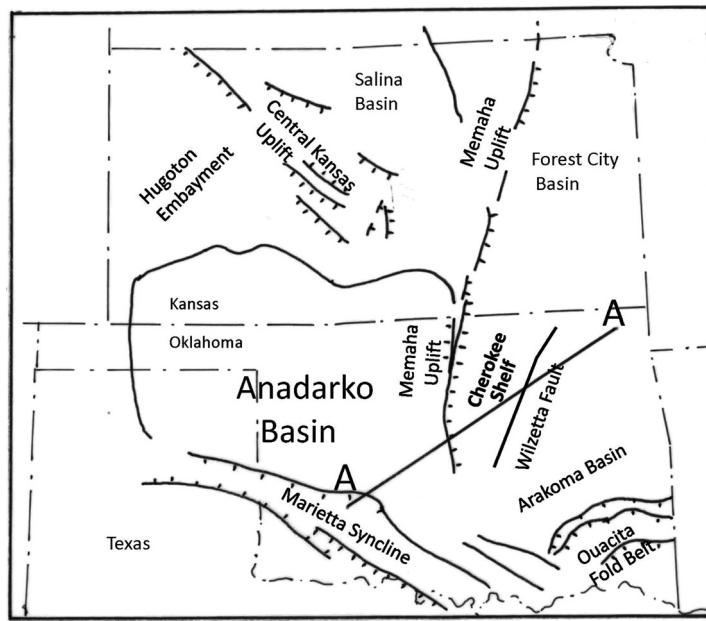 Salina
Basin
Memaha
Uplift
Central Kansas
Uplift
Forest City
Basin
Hugoton
Embayment
Kansas
Oklahoma
A
Memaha
Uplift
Cherokee
Shelf
Wilzetta Fault
Anadarko
Basin
A
Arakoma Basin
Marietta Syncline
Texas
Ouacita
Fold Belt